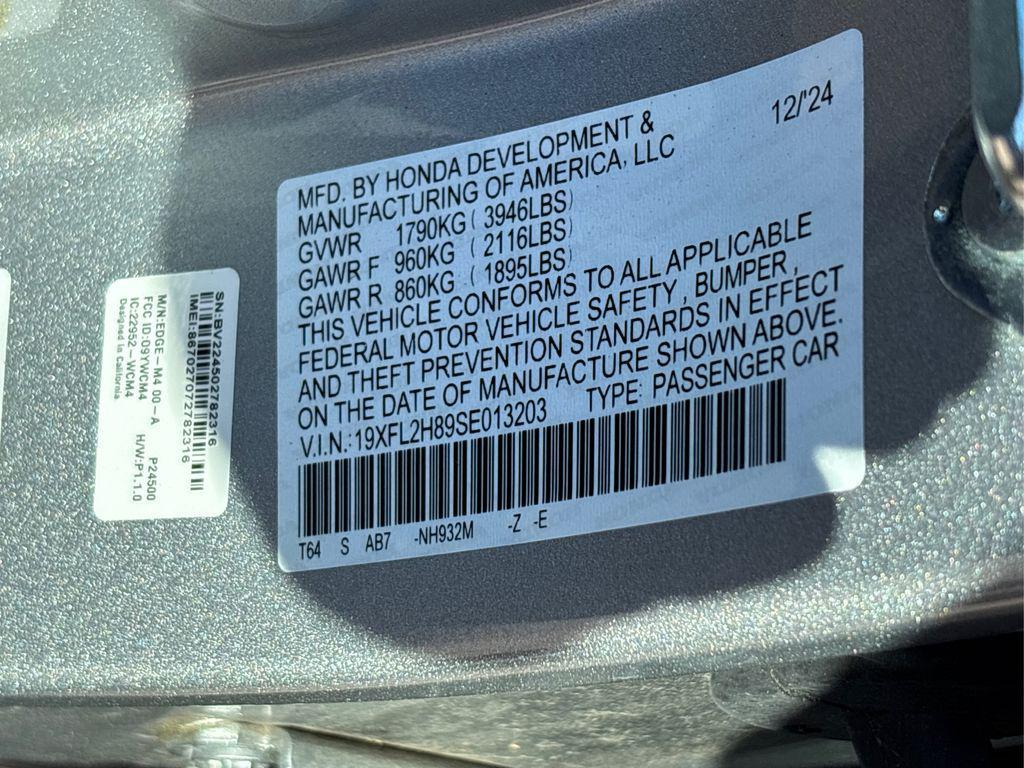 12/'24
MFD. BY HONDA DEVELOPMENT &
MANUFACTURING OF AMERICA, LLC
GVWR 1790KG ( 3946LBS)
GAWR F 960KG ( 2116LBS)
GAWR R 860KG ( 1895LBS)
THIS VEHICLE CONFORMS TO ALL APPLICABLE
FEDERAL MOTOR VEHICLE SAFETY , BUMPER ,
AND THEFT PREVENTION STANDARDS IN EFFECT
ON THE DATE OF MANUFACTURE SHOWN ABOVE.
V.I.N.:19XFL2H89SE013203 TYPE: PASSENGER CAR
T64 S AB7 -NH932M -Z -E
SN:BV224502782316
IMEI:867027072782316
M/N:EDGE-M4 00-A P24500
FCC ID:O9YWCM4 H/W:P1.1.0
IC:22952-WCM4
Designed in California